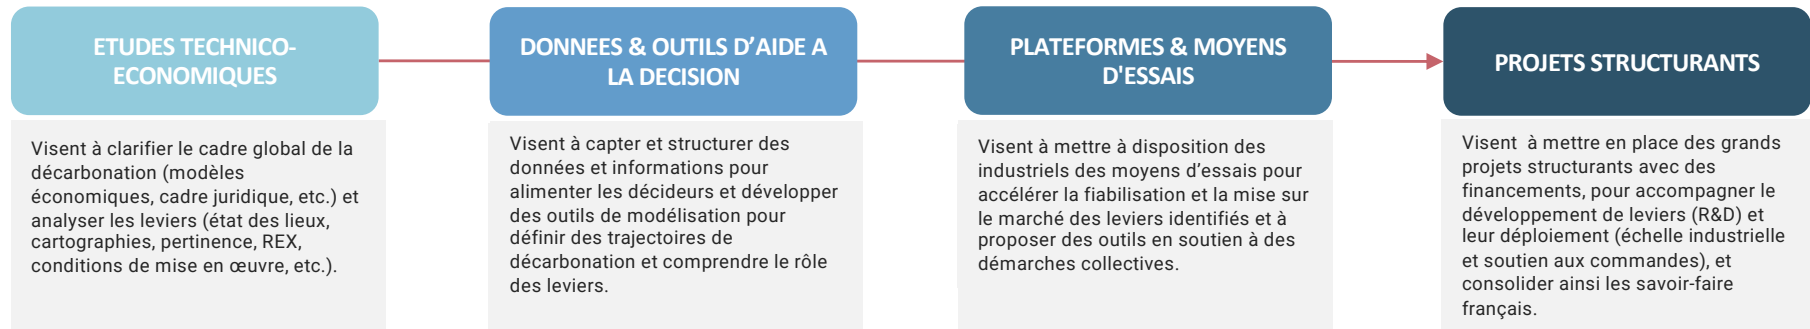 ETUDES TECHNICO-
ECONOMIQUES
Visent à clarifier le cadre global de la
décarbonation (modèles
économiques, cadre juridique, etc.) et
analyser les leviers (état des lieux,
cartographies, pertinence, REX,
conditions de mise en œuvre, etc.).
DONNEES & OUTILS D’AIDE A
LA DECISION
Visent à capter et structurer des
données et informations pour
alimenter les décideurs et développer
des outils de modélisation pour
définir des trajectoires de
décarbonation et comprendre le rôle
des leviers.
PLATEFORMES & MOYENS
D'ESSAIS
Visent à mettre à disposition des
industriels des moyens d’essais pour
accélérer la fiabilisation et la mise sur
le marché des leviers identifiés et à
proposer des outils en soutien à des
démarches collectives.
PROJETS STRUCTURANTS
Visent à mettre en place des grands
projets structurants avec des
financements, pour accompagner le
développement de leviers (R&D) et
leur déploiement (échelle industrielle
et soutien aux commandes), et
consolider ainsi les savoir-faire
français.